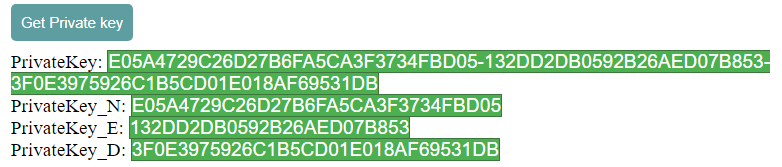 Get Private key
PrivateKey: E05A4729C26D27B6FA5CA3F3734FBD05-132DD2DB0592B26AED07B853-
3F0E3975926C1B5CD01E018AF69531DB
PrivateKey_N: E05A4729C26D27B6FA5CA3F3734FBD05
PrivateKey_E: 132DD2DB0592B26AED07B853
PrivateKey_D: 3F0E3975926C1B5CD01E018AF69531DB